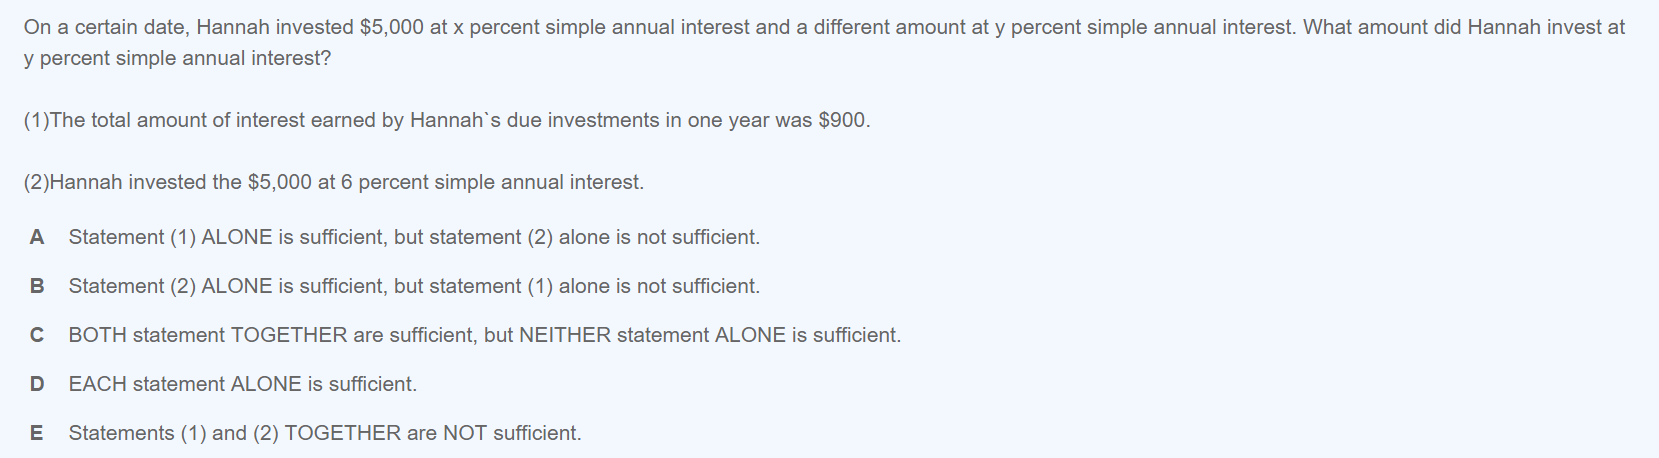 On a certain date, Hannah invested $5,000 at x percent simple annual interest and a different amount at y percent simple annual interest. What amount did Hannah invest at
y percent simple annual interest?
(1)The total amount of interest earned by Hannah`s due investments in one year was $900.
(2)Hannah invested the $5,000 at 6 percent simple annual interest.
A Statement (1) ALONE is sufficient, but statement (2) alone is not sufficient.
B Statement (2) ALONE is sufficient, but statement (1) alone is not sufficient.
C BOTH statement TOGETHER are sufficient, but NEITHER statement ALONE is sufficient.
D EACH statement ALONE is sufficient.
E Statements (1) and (2) TOGETHER are NOT sufficient.